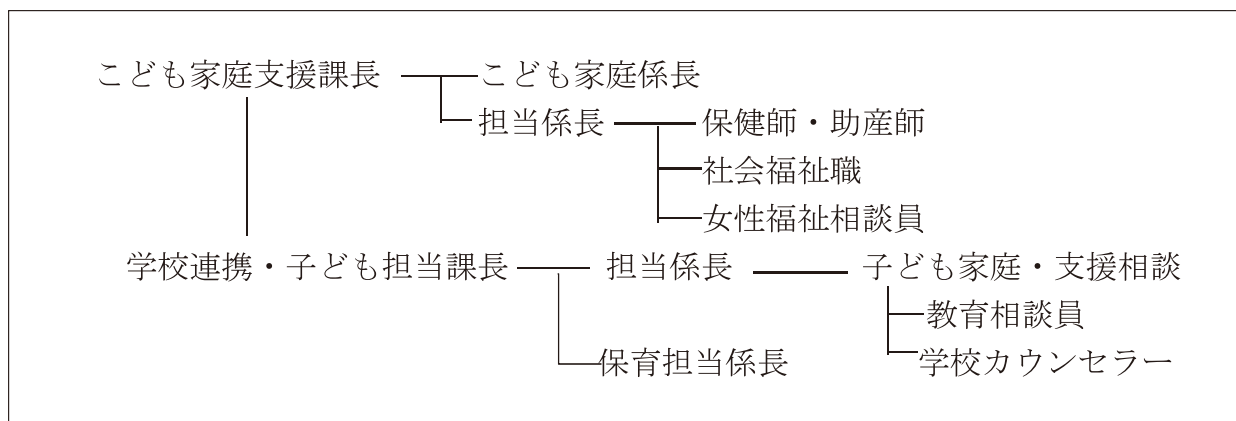 こども家庭支援課長 こども家庭係長
担当係長 保健師・助産師
社会福祉職
女性福祉相談員
学校連携・子ども担当課長 担当係長 子ども家庭・支援相談
教育相談員
保育担当係長 学校カウンセラー